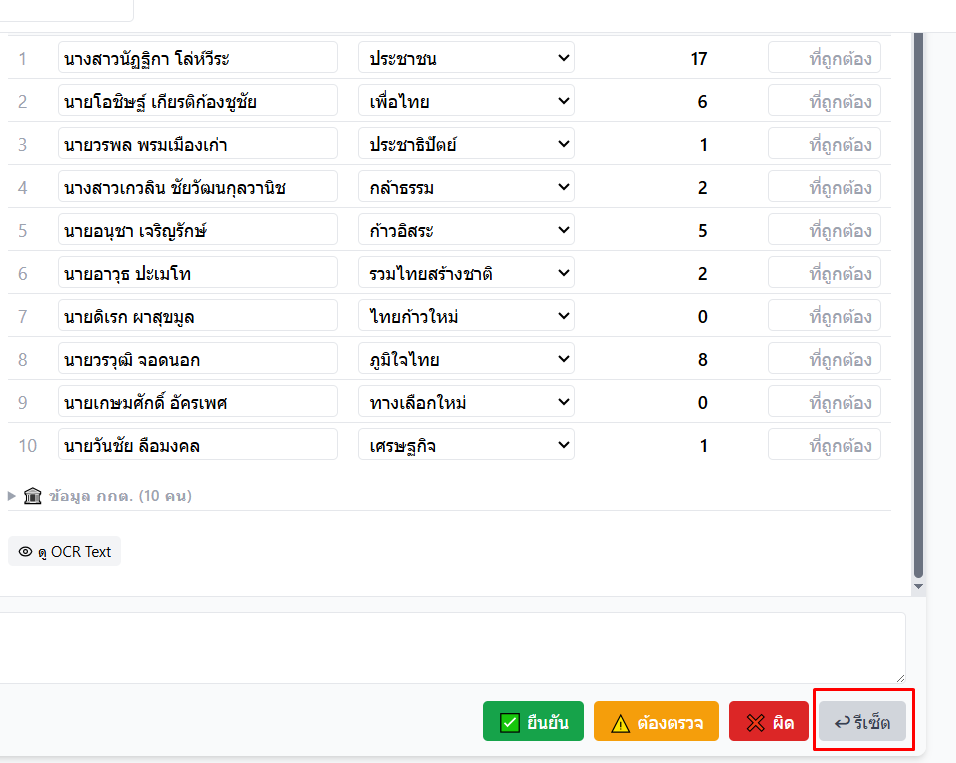 1 นางสาวนัฏฐิกา โล่ห์วีระ ประชาชน 17 ที่ถูกต้อง
2 นายโอชิษฐ์ เกียรติก้องชูชัย เพื่อไทย 6 ที่ถูกต้อง
3 นายวรพล พรมเมืองเก่า ประชาธิปัตย์ 1 ที่ถูกต้อง
4 นางสาวเกวลิน ชัยวัฒนกุลวานิช กล้าธรรม 2 ที่ถูกต้อง
5 นายอนุชา เจริญรักษ์ ก้าวอิสระ 5 ที่ถูกต้อง
6 นายอาวุธ ปะเมโท รวมไทยสร้างชาติ 2 ที่ถูกต้อง
7 นายดิเรก ผาสุขมูล ไทยก้าวใหม่ 0 ที่ถูกต้อง
8 นายวรวุฒิ จอดนอก ภูมิใจไทย 8 ที่ถูกต้อง
9 นายเกษมศักดิ์ อัครเพศ ทางเลือกใหม่ 0 ที่ถูกต้อง
10 นายวันชัย ลือมงคล เศรษฐกิจ 1 ที่ถูกต้อง
ข้อมูล กกต. (10 คน)
ดู OCR Text
ยืนยัน ต้องตรวจ ผิด รีเซ็ต